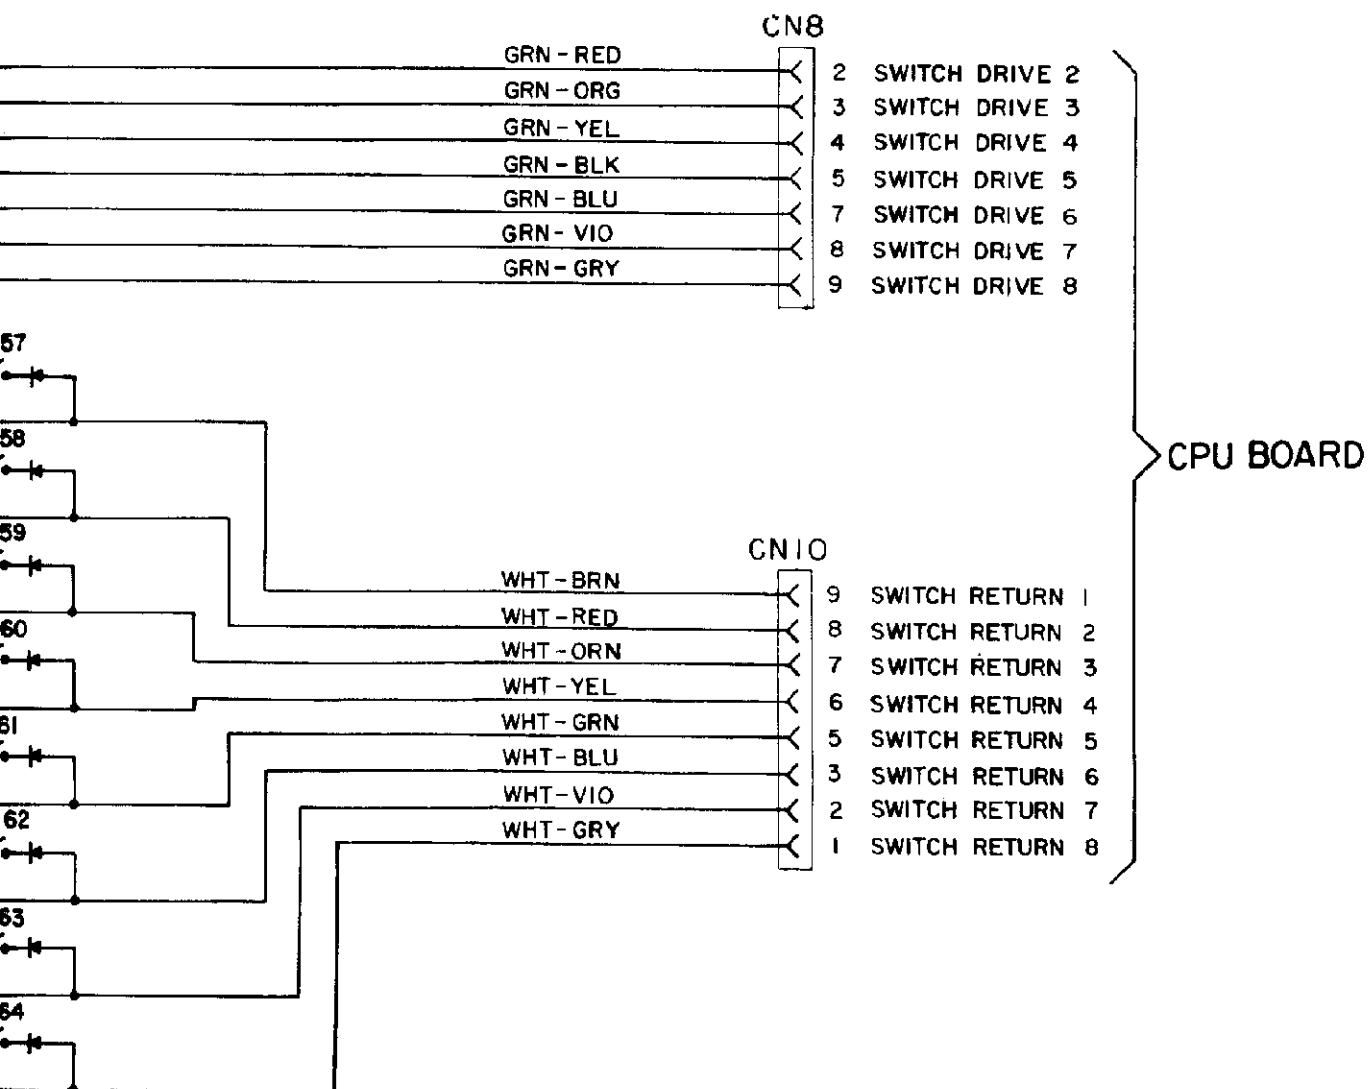 CN8
GRN-RED 2 SWITCH DRIVE 2
GRN-ORG 3 SWITCH DRIVE 3
GRN-YEL 4 SWITCH DRIVE 4
GRN-BLK 5 SWITCH DRIVE 5
GRN-BLU 7 SWITCH DRIVE 6
GRN-VIO 8 SWITCH DRIVE 7
GRN-GRY 9 SWITCH DRIVE 8
57
58
CPU BOARD
59
CN10
WHT-BRN 9 SWITCH RETURN 1
WHT-RED 8 SWITCH RETURN 2
60
WHT-ORN 7 SWITCH RETURN 3
WHT-YEL 6 SWITCH RETURN 4
61
WHT-GRN 5 SWITCH RETURN 5
WHT-BLU 3 SWITCH RETURN 6
WHT-VIO 2 SWITCH RETURN 7
62
WHT-GRY 1 SWITCH RETURN 8
63
64